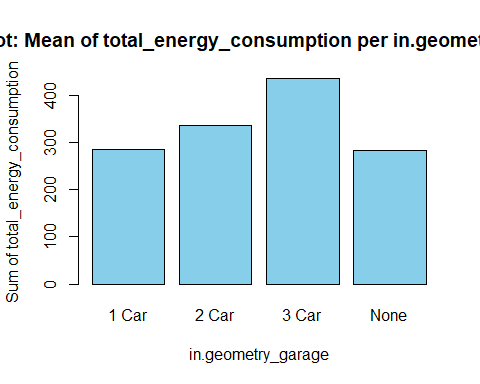 ot: Mean of total_energy_consumption per in.geomet
Sum of total_energy_consumption
400
300
200
100
0
1 Car 2 Car 3 Car None
in.geometry_garage